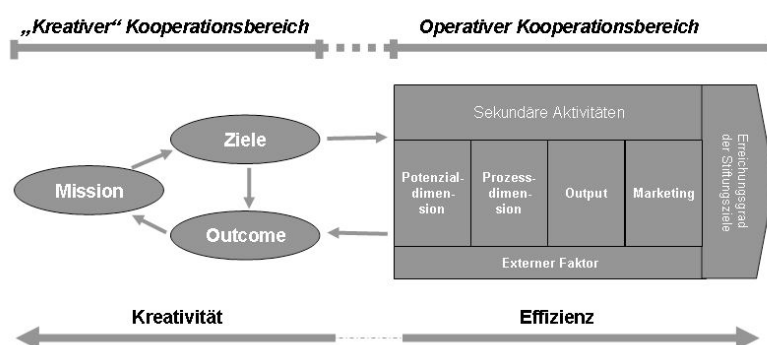 „Kreativer“ Kooperationsbereich
Operativer Kooperationsbereich
Ziele
Mission
Outcome
Sekundäre Aktivitäten
Potenzial-
dimen-
sion
Prozess-
dimen-
sion
Output
Marketing
Externer Faktor
Erreichungsgrad
der Stiftungsziele
Kreativität
Effizienz